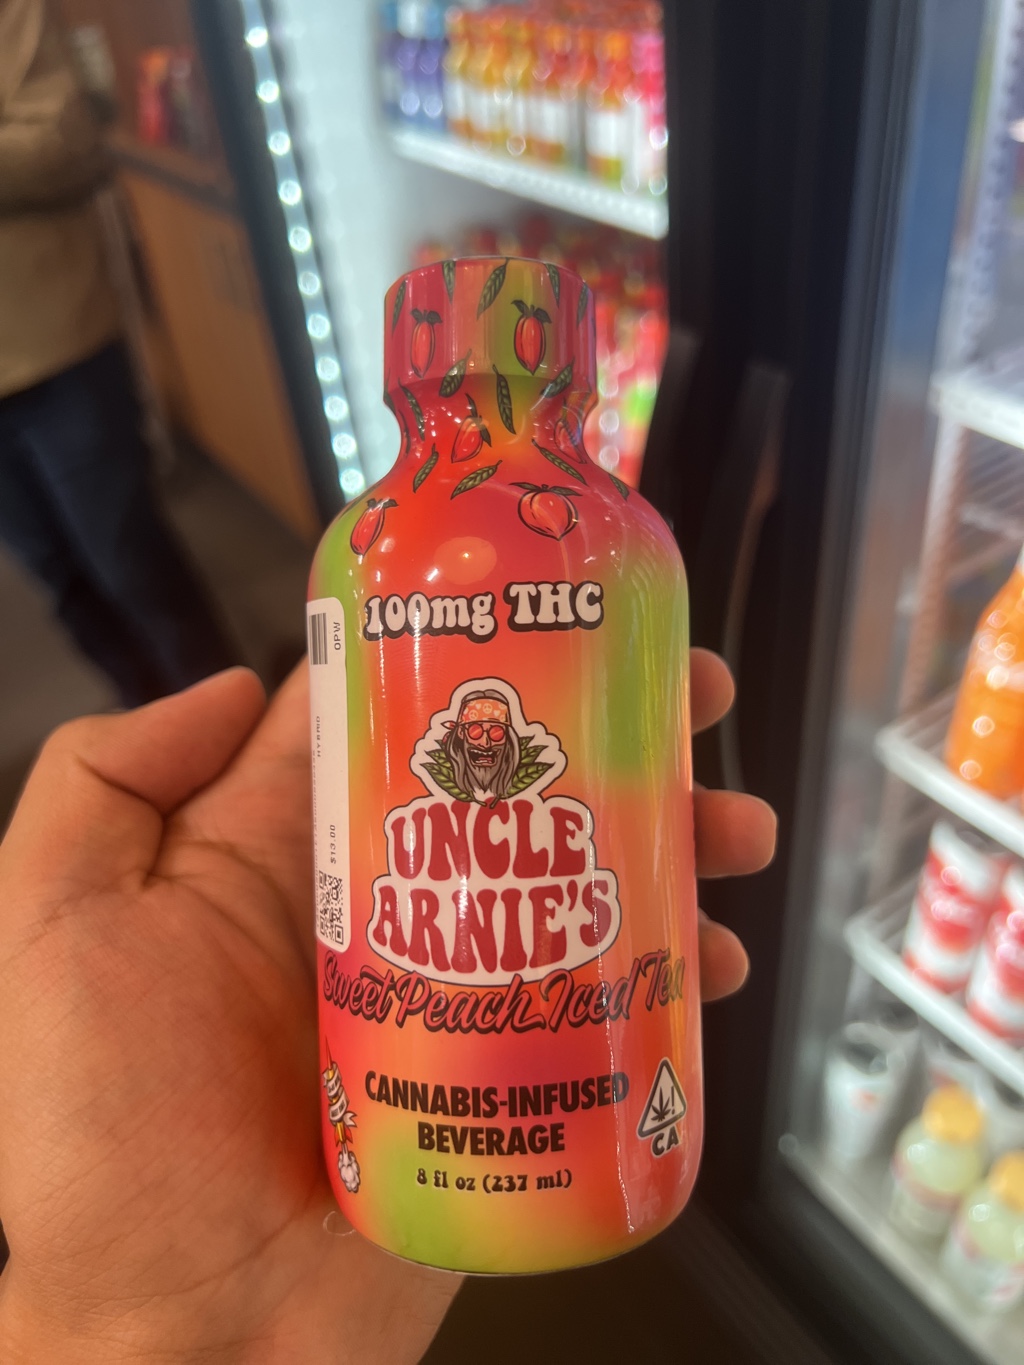 100mg THC
UNCLE
ARNIE'S
Sweet Peach Iced Tea
CANNABIS-INFUSED
BEVERAGE
8 fl oz (237 ml)
CA
OPW
HYBRID
$13.00